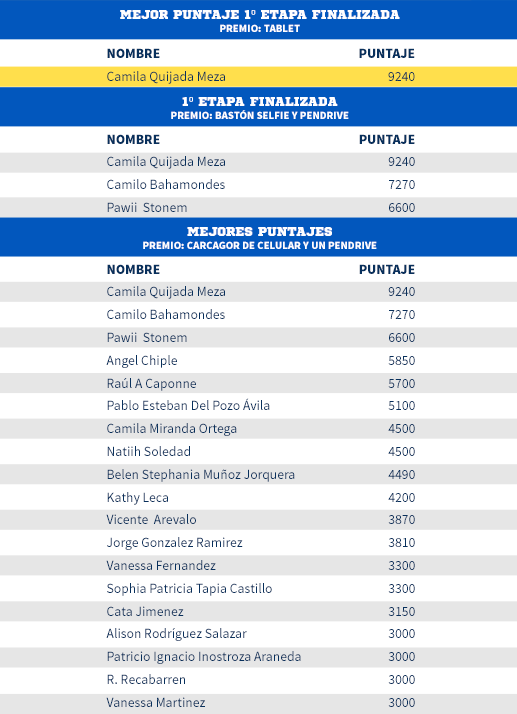 MEJOR PUNTAJE 1º ETAPA FINALIZADA
PREMIO: TABLET
NOMBRE PUNTAJE
Camila Quijada Meza 9240
1º ETAPA FINALIZADA
PREMIO: BASTÓN SELFIE Y PENDRIVE
NOMBRE PUNTAJE
Camila Quijada Meza 9240
Camilo Bahamondes 7270
Pawii Stonem 6600
MEJORES PUNTAJES
PREMIO: CARCAGOR DE CELULAR Y UN PENDRIVE
NOMBRE PUNTAJE
Camila Quijada Meza 9240
Camilo Bahamondes 7270
Pawii Stonem 6600
Angel Chiple 5850
Raúl A Caponne 5700
Pablo Esteban Del Pozo Ávila 5100
Camila Miranda Ortega 4500
Natiih Soledad 4500
Belen Stephania Muñoz Jorquera 4490
Kathy Leca 4200
Vicente Arevalo 3870
Jorge Gonzalez Ramirez 3810
Vanessa Fernandez 3300
Sophia Patricia Tapia Castillo 3300
Cata Jimenez 3150
Alison Rodríguez Salazar 3000
Patricio Ignacio Inostroza Araneda 3000
R. Recabarren 3000
Vanessa Martinez 3000